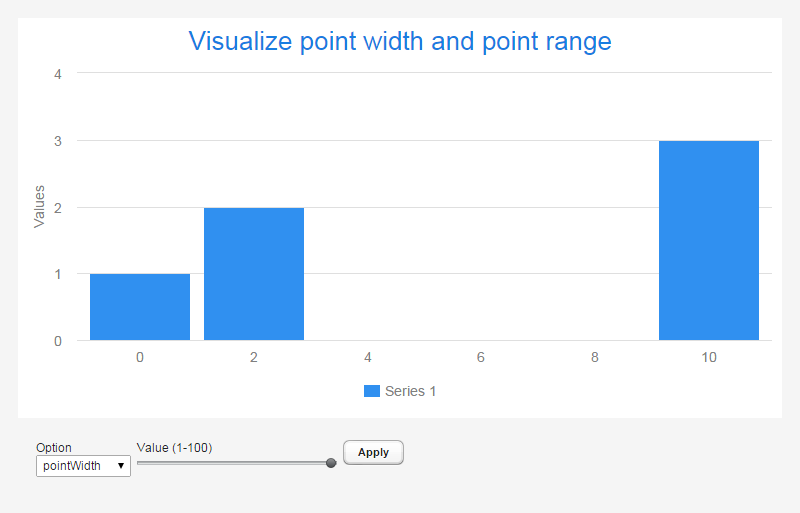 Visualize point width and point range
4
3
2
1
0
Values
0 2 4 6 8 10
Series 1
Option Value (1-100)
pointWidth Apply